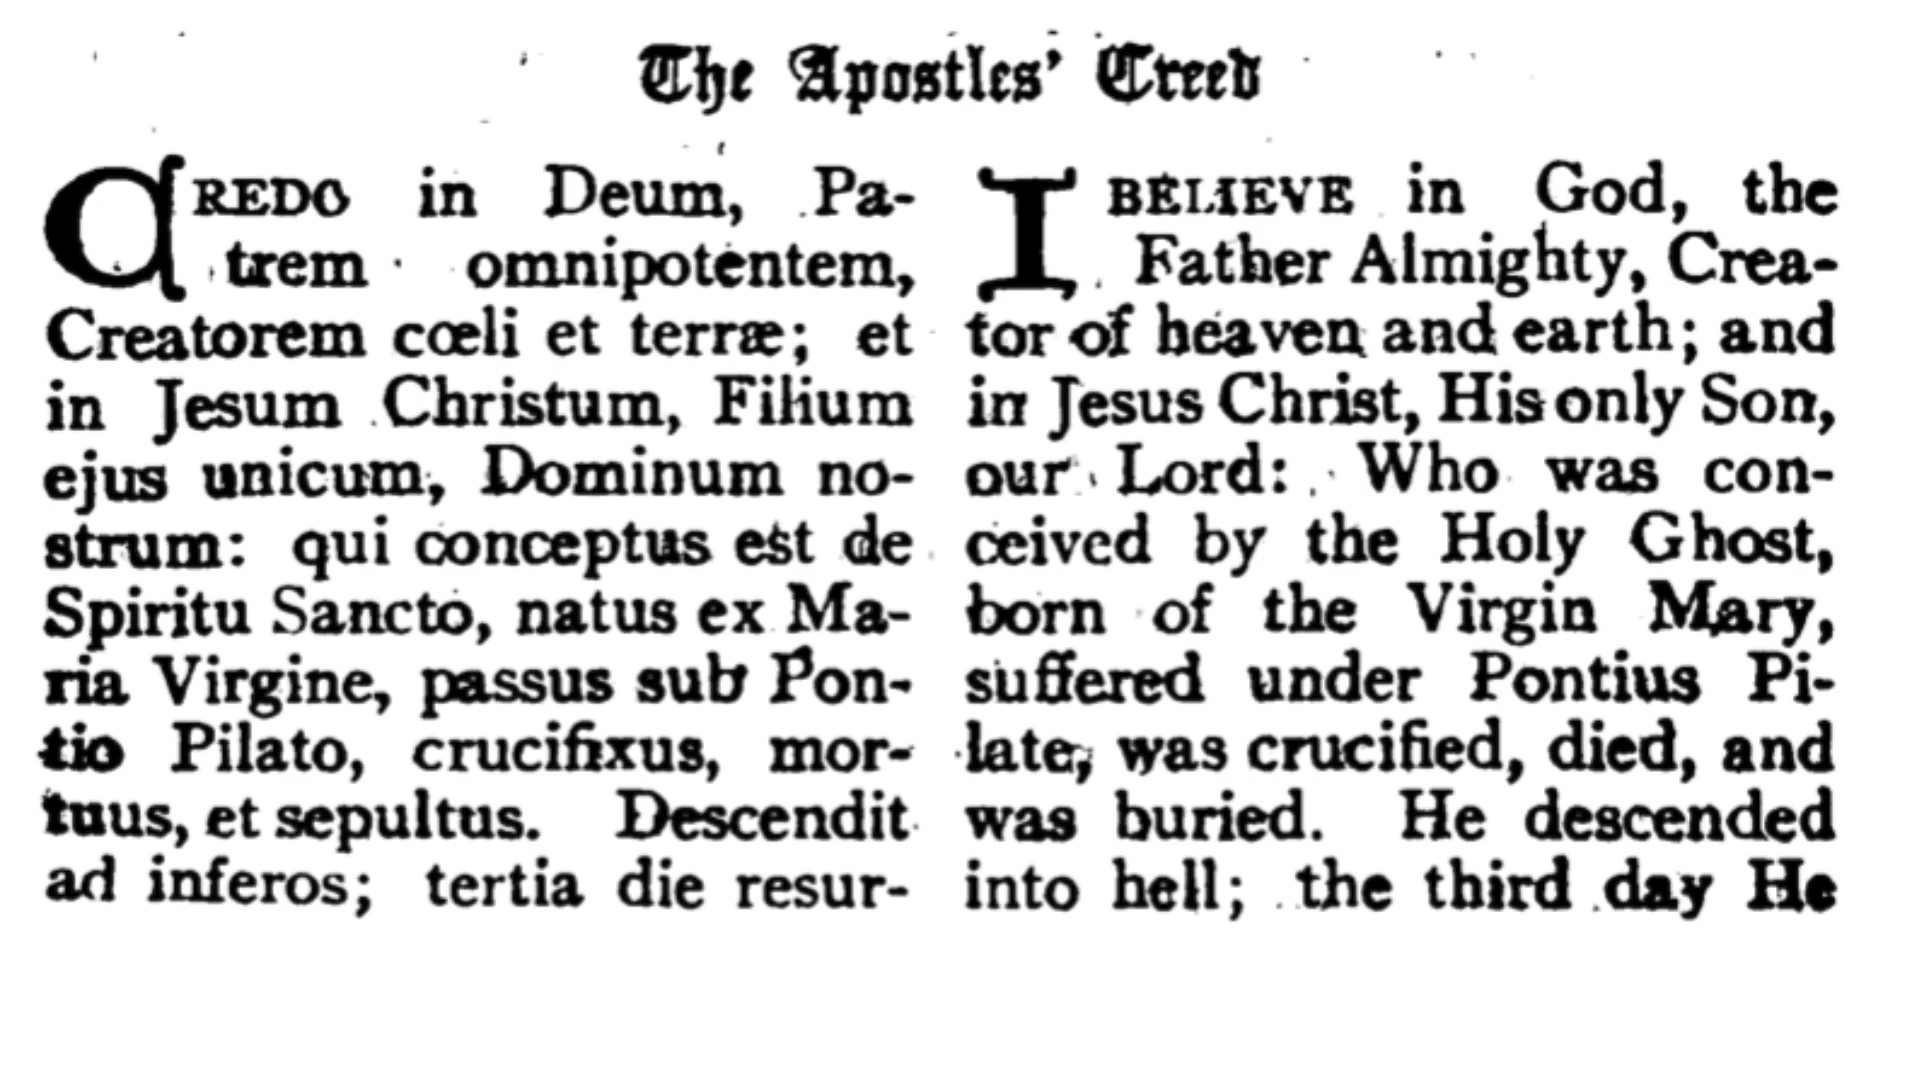 The Apostles' Creed
CREDO in Deum, Pa-
trem omnipotentem,
Creatorem cœli et terræ; et
in Jesum Christum, Filium
ejus unicum, Dominum no-
strum: qui conceptus est de
Spiritu Sancto, natus ex Ma-
ria Virgine, passus sub Pon-
tio Pilato, crucifixus, mor-
tuus, et sepultus. Descendit
ad inferos; tertia die resur-
I BELIEVE in God, the
Father Almighty, Crea-
tor of heaven and earth; and
in Jesus Christ, His only Son,
our Lord: Who was con-
ceived by the Holy Ghost,
born of the Virgin Mary,
suffered under Pontius Pi-
late, was crucified, died, and
was buried. He descended
into hell; the third day He